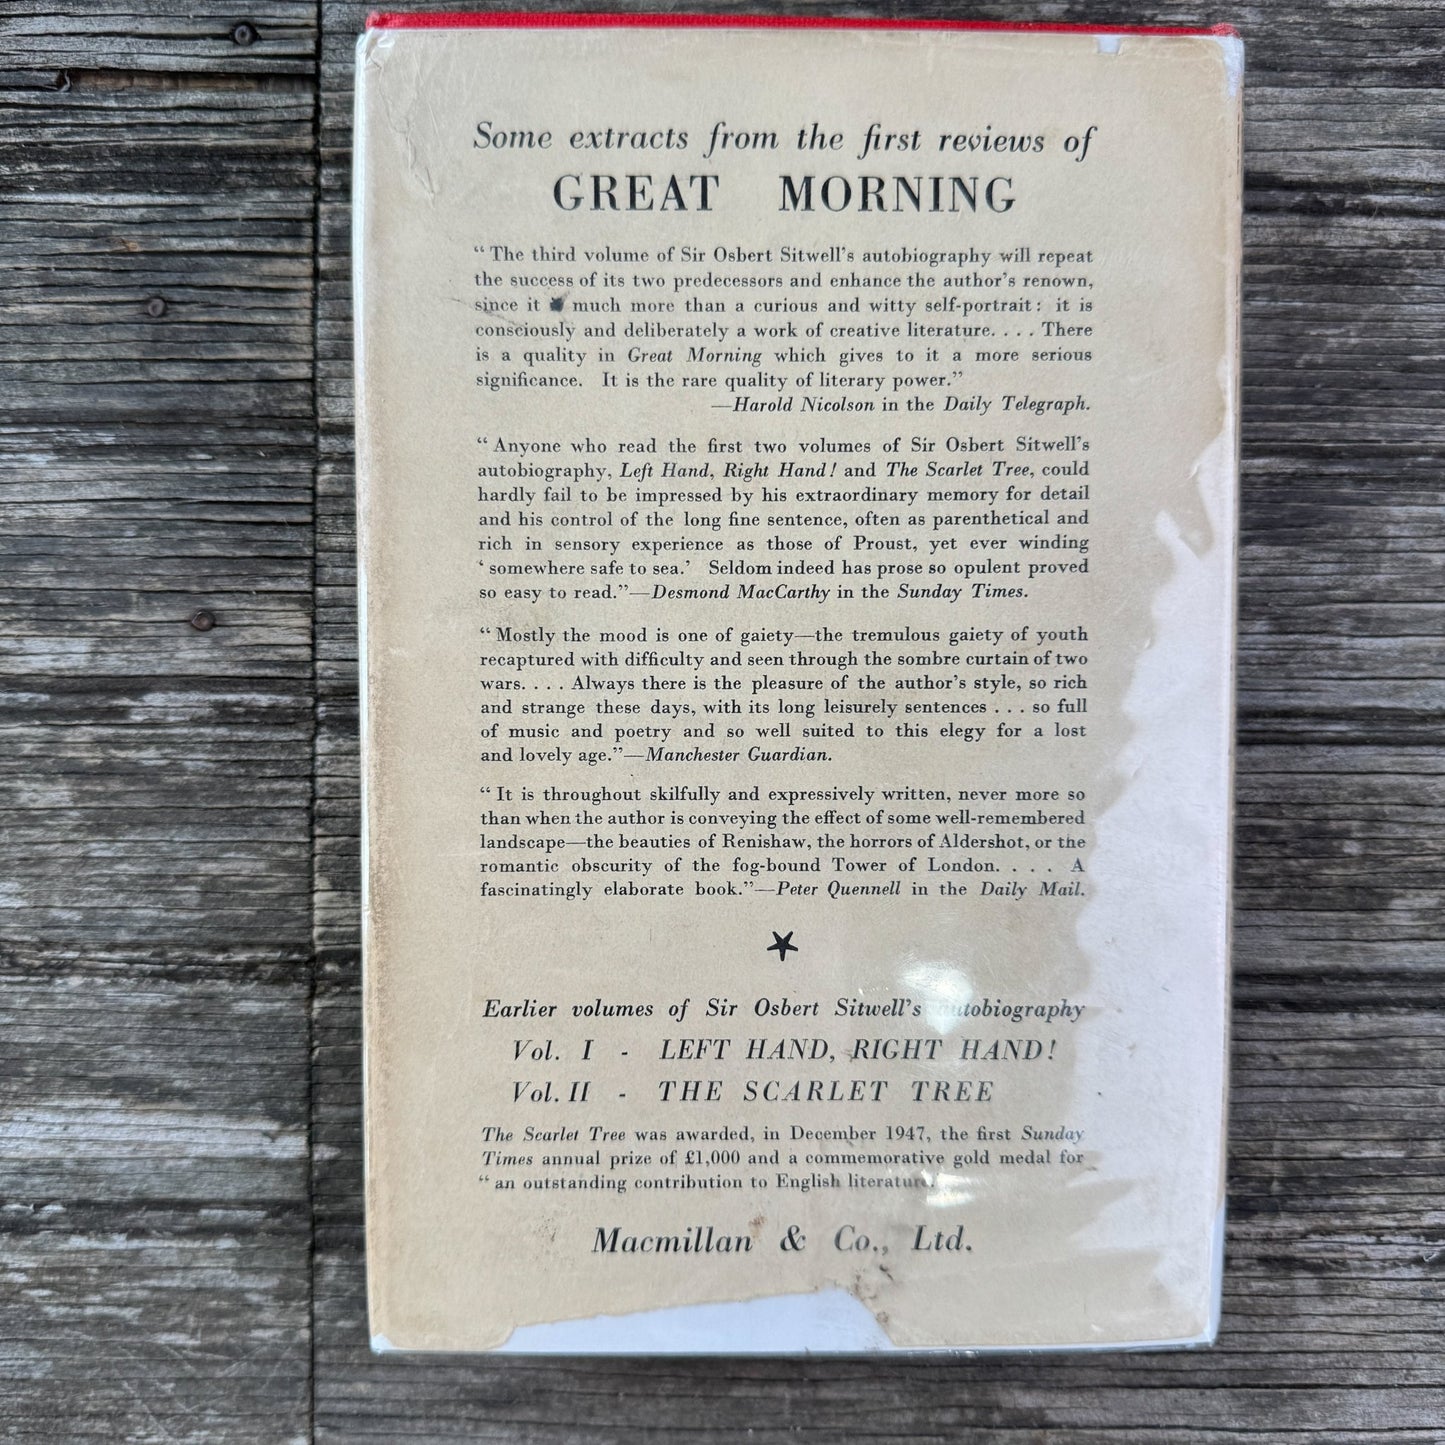 Some extracts from the first reviews of
GREAT MORNING
“ The third volume of Sir Osbert Sitwell’s autobiography will repeat
the success of its two predecessors and enhance the author’s renown,
since it much more than a curious and witty self-portrait : it is
consciously and deliberately a work of creative literature. . . . There
is a quality in Great Morning which gives to it a more serious
significance. It is the rare quality of literary power.”
—Harold Nicolson in the Daily Telegraph.
“ Anyone who read the first two volumes of Sir Osbert Sitwell’s
autobiography, Left Hand, Right Hand ! and The Scarlet Tree, could
hardly fail to be impressed by his extraordinary memory for detail
and his control of the long fine sentence, often as parenthetical and
rich in sensory experience as those of Proust, yet ever winding
‘ somewhere safe to sea.’ Seldom indeed has prose so opulent proved
so easy to read.”—Desmond MacCarthy in the Sunday Times.
“ Mostly the mood is one of gaiety—the tremulous gaiety of youth
recaptured with difficulty and seen through the sombre curtain of two
wars. . . . Always there is the pleasure of the author’s style, so rich
and strange these days, with its long leisurely sentences . . . so full
of music and poetry and so well suited to this elegy for a lost
and lovely age.”—Manchester Guardian.
“ It is throughout skilfully and expressively written, never more so
than when the author is conveying the effect of some well-remembered
landscape—the beauties of Renishaw, the horrors of Aldershot, or the
romantic obscurity of the fog-bound Tower of London. . . . A
fascinatingly elaborate book.”—Peter Quennell in the Daily Mail.
Earlier volumes of Sir Osbert Sitwell’s autobiography
Vol. I - LEFT HAND, RIGHT HAND !
Vol. II - THE SCARLET TREE
The Scarlet Tree was awarded, in December 1947, the first Sunday
Times annual prize of £1,000 and a commemorative gold medal for
“ an outstanding contribution to English literature.
Macmillan & Co., Ltd.